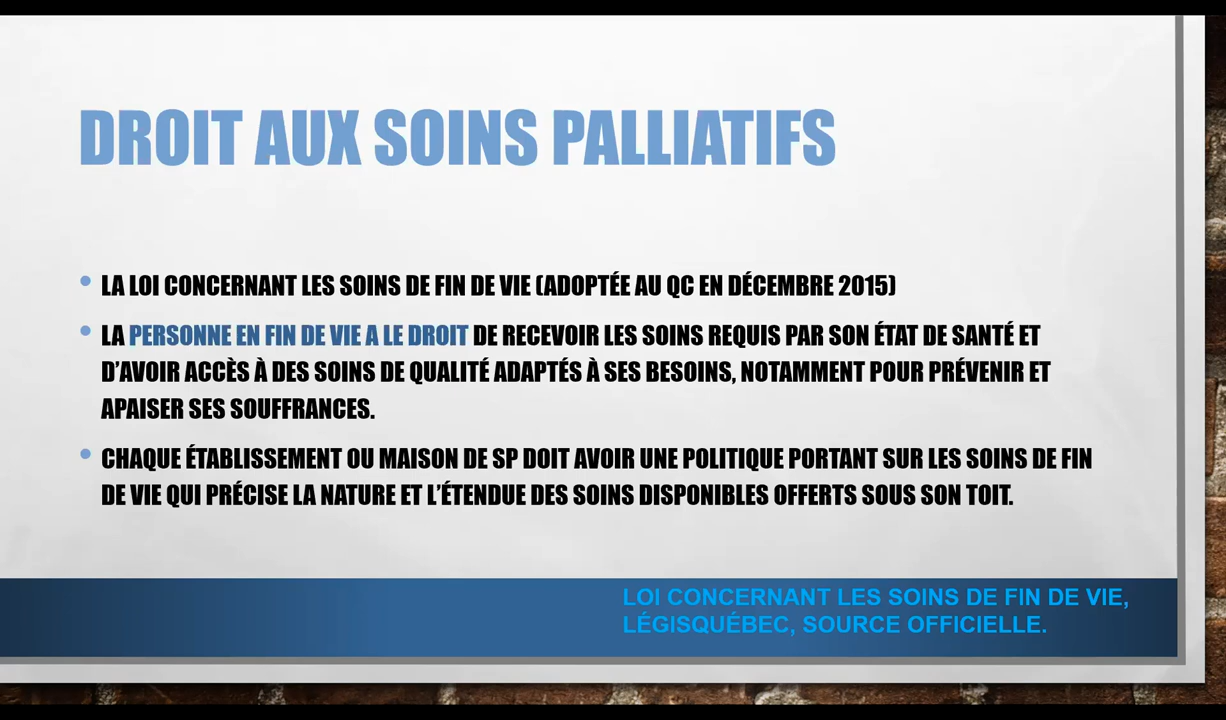 DROIT AUX SOINS PALLIATIFS
• LA LOI CONCERNANT LES SOINS DE FIN DE VIE (ADOPTÉE AU QC EN DÉCEMBRE 2015)
• LA PERSONNE EN FIN DE VIE A LE DROIT DE RECEVOIR LES SOINS REQUIS PAR SON ÉTAT DE SANTÉ ET
D’AVOIR ACCÈS À DES SOINS DE QUALITÉ ADAPTÉS À SES BESOINS, NOTAMMENT POUR PRÉVENIR ET
APAISER SES SOUFFRANCES.
• CHAQUE ÉTABLISSEMENT OU MAISON DE SP DOIT AVOIR UNE POLITIQUE PORTANT SUR LES SOINS DE FIN
DE VIE QUI PRÉCISE LA NATURE ET L’ÉTENDUE DES SOINS DISPONIBLES OFFERTS SOUS SON TOIT.
LOI CONCERNANT LES SOINS DE FIN DE VIE,
LÉGISQUÉBEC, SOURCE OFFICIELLE.